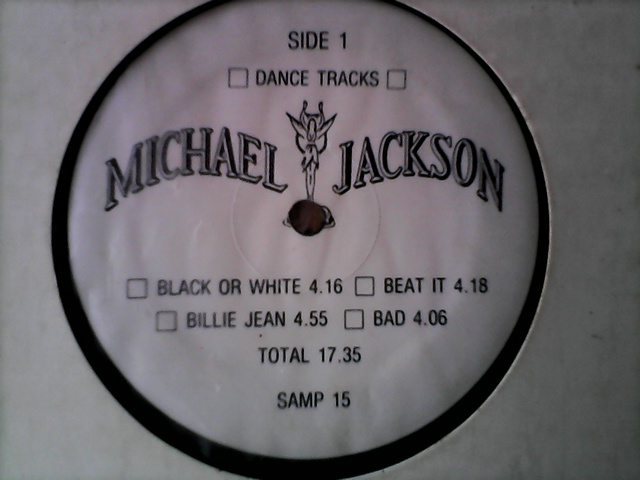 SIDE 1
☐ DANCE TRACKS ☐
MICHAEL JACKSON
☐ BLACK OR WHITE 4.16 ☐ BEAT IT 4.18
☐ BILLIE JEAN 4.55 ☐ BAD 4.06
TOTAL 17.35
SAMP 15